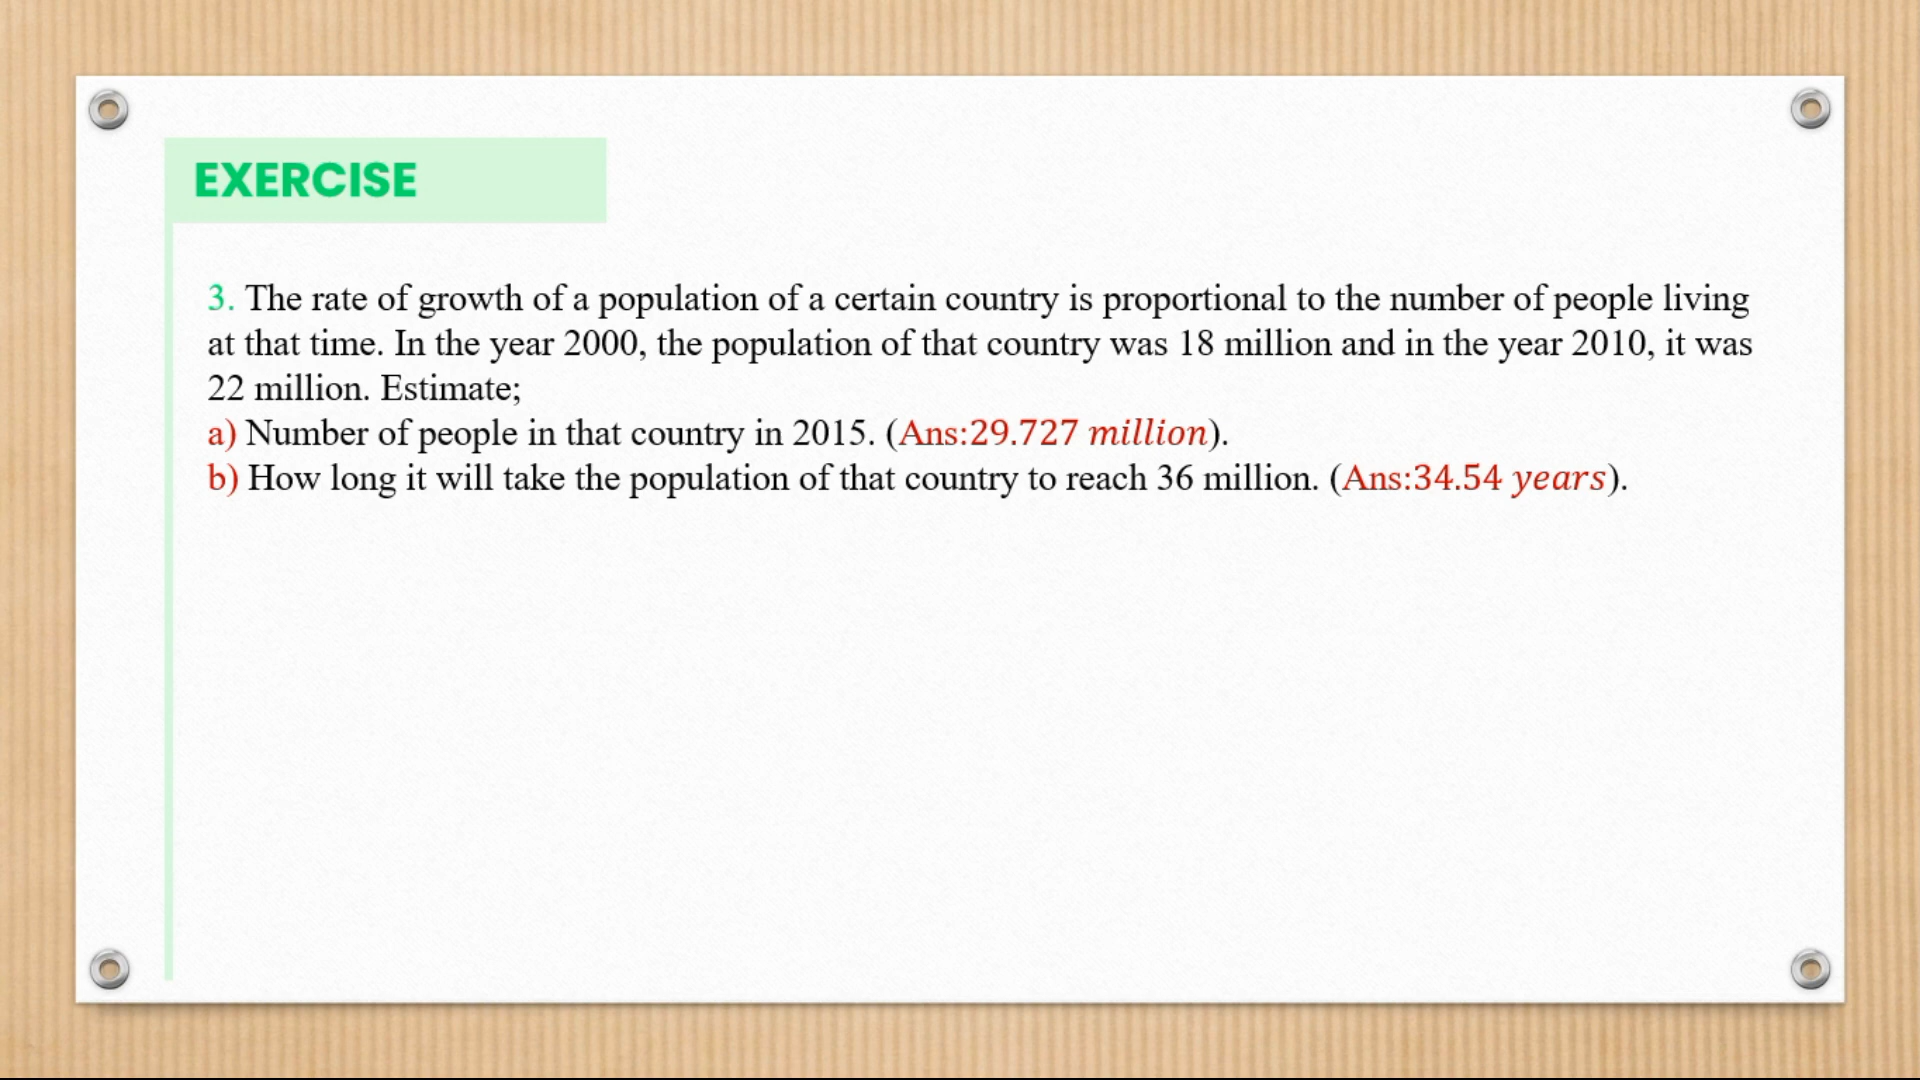 EXERCISE
3. The rate of growth of a population of a certain country is proportional to the number of people living
at that time. In the year 2000, the population of that country was 18 million and in the year 2010, it was
22 million. Estimate;
a) Number of people in that country in 2015. (Ans:29.727 million).
b) How long it will take the population of that country to reach 36 million. (Ans:34.54 years).